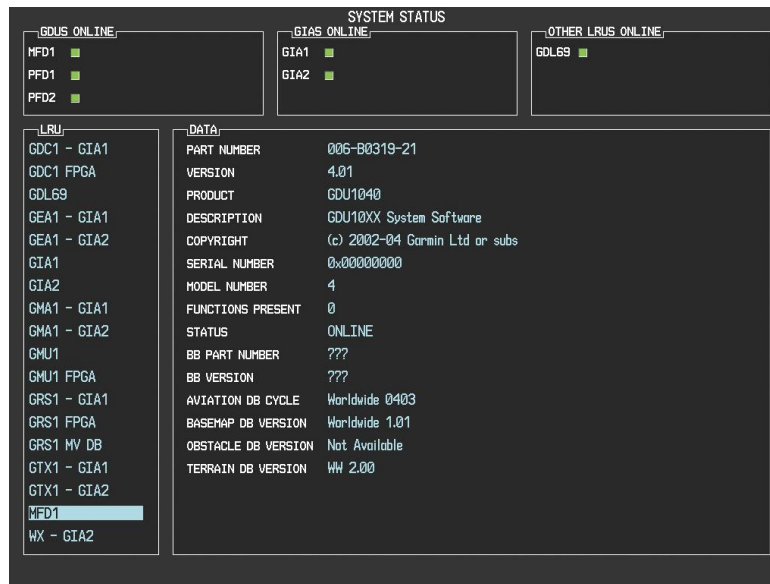 SYSTEM STATUS
GDUS ONLINE
MFD1
PFD1
PFD2
GIAS ONLINE
GIA1
GIA2
OTHER LRUS ONLINE
GDL69
LRU
GDC1 - GIA1
GDC1 FPGA
GDL69
GEA1 - GIA1
GEA1 - GIA2
GIA1
GIA2
GMA1 - GIA1
GMA1 - GIA2
GMU1
GMU1 FPGA
GRS1 - GIA1
GRS1 FPGA
GRS1 MV DB
GTX1 - GIA1
GTX1 - GIA2
MFD1
WX - GIA2
DATA
PART NUMBER 006-B0319-21
VERSION 4.01
PRODUCT GDU1040
DESCRIPTION GDU10XX System Software
COPYRIGHT (c) 2002-04 Garmin Ltd or subs
SERIAL NUMBER 0x00000000
MODEL NUMBER 4
FUNCTIONS PRESENT 0
STATUS ONLINE
BB PART NUMBER ???
BB VERSION ???
AVIATION DB CYCLE Worldwide 0403
BASEMAP DB VERSION Worldwide 1.01
OBSTACLE DB VERSION Not Available
TERRAIN DB VERSION WW 2.00